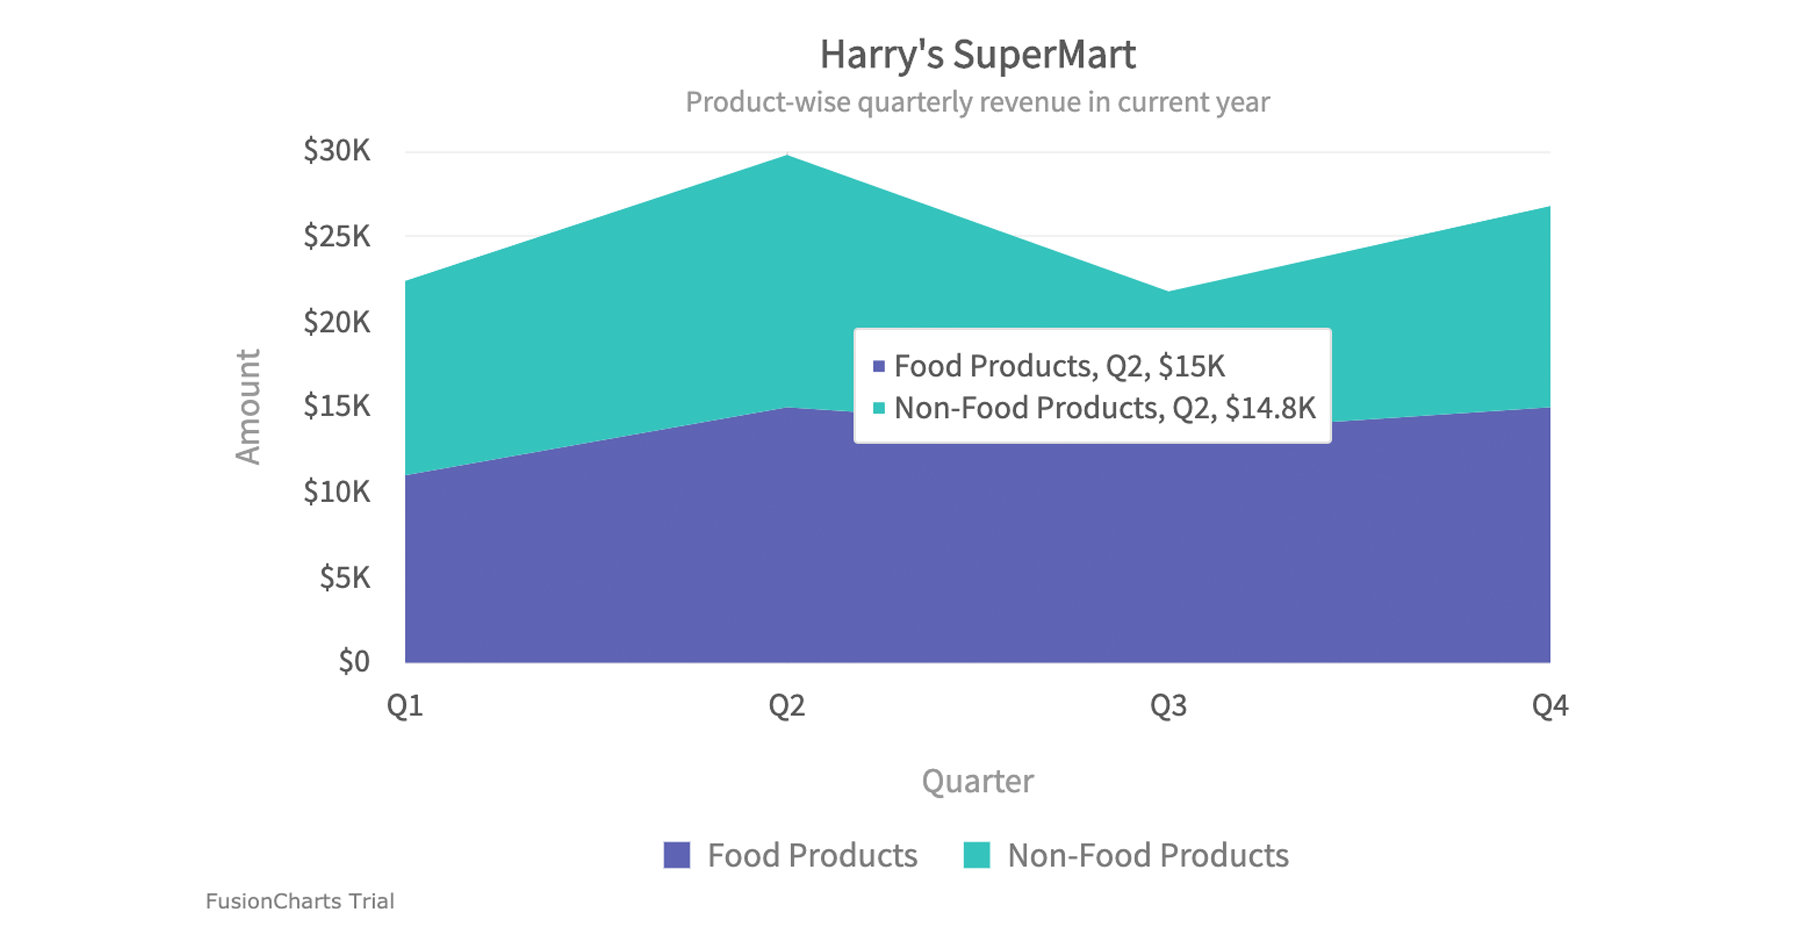 Harry's SuperMart
Product-wise quarterly revenue in current year
$30K
$25K
$20K
$15K
$10K
$5K
$0
Amount
Food Products, Q2, $15K
Non-Food Products, Q2, $14.8K
Q1 Q2 Q3 Q4
Quarter
Food Products Non-Food Products
FusionCharts Trial